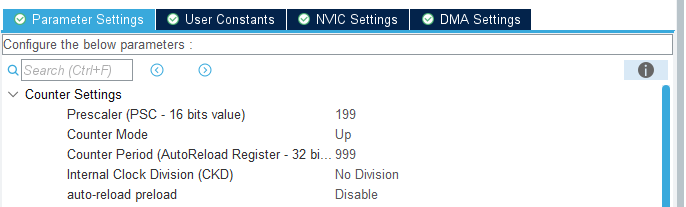 Parameter Settings User Constants NVIC Settings DMA Settings
Configure the below parameters :
Search (Ctrl+F)
Counter Settings
Prescaler (PSC - 16 bits value) 199
Counter Mode Up
Counter Period (AutoReload Register - 32 bi... 999
Internal Clock Division (CKD) No Division
auto-reload preload Disable